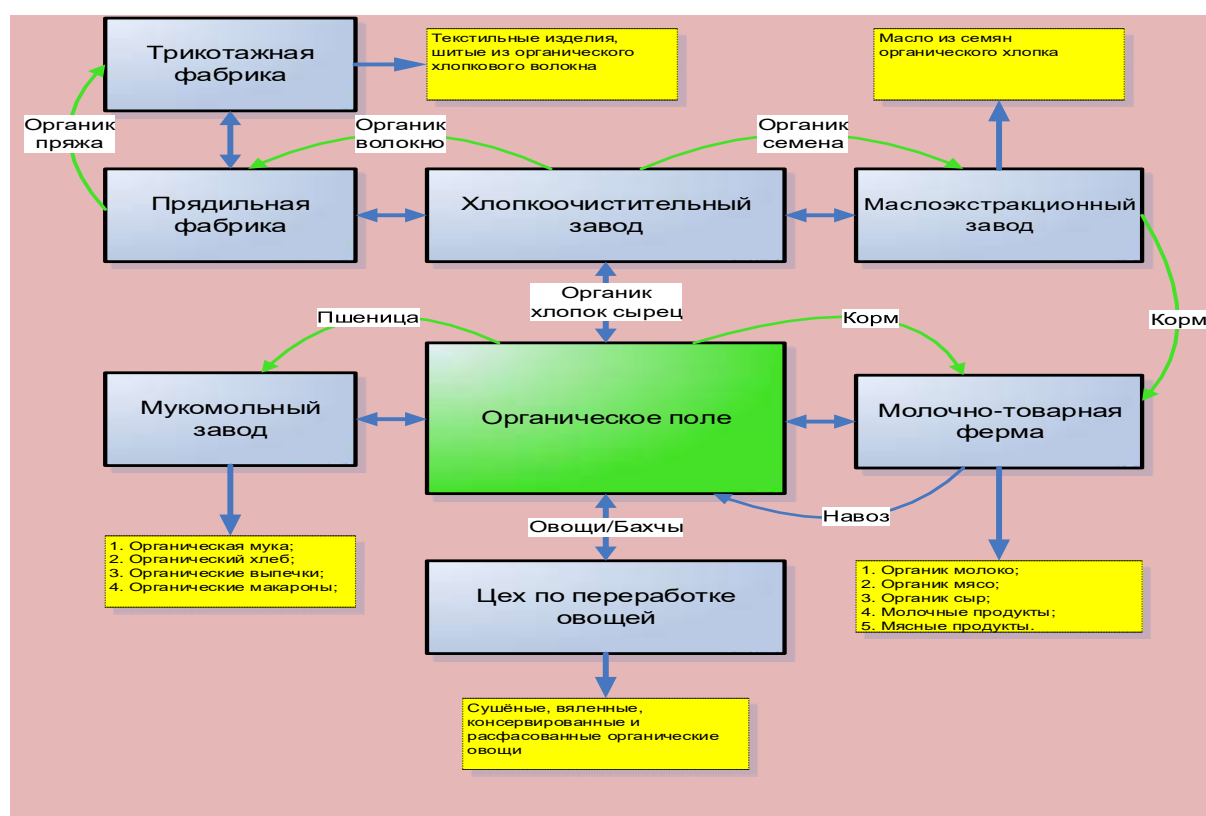 Трикотажная
фабрика
Текстильные изделия,
шитые из органического
хлопкового волокна
Масло из семян
органического хлопка
Органик
пряжа
Органик
волокно
Органик
семена
Прядильная
фабрика
Хлопкоочистительный
завод
Маслоэкстракционный
завод
Органик
хлопок сырец
Пшеница
Корм
Корм
Мукомольный
завод
Органическое поле
Молочно-товарная
ферма
Навоз
Овощи/Бахчы
1. Органическая мука;
2. Органический хлеб;
3. Органические выпечки;
4. Органические макароны;
Цех по переработке
овощей
1. Органик молоко;
2. Органик мясо;
3. Органик сыр;
4. Молочные продукты;
5. Мясные продукты.
Сушёные, вяленные,
консервированные и
расфасованные органические
овощи